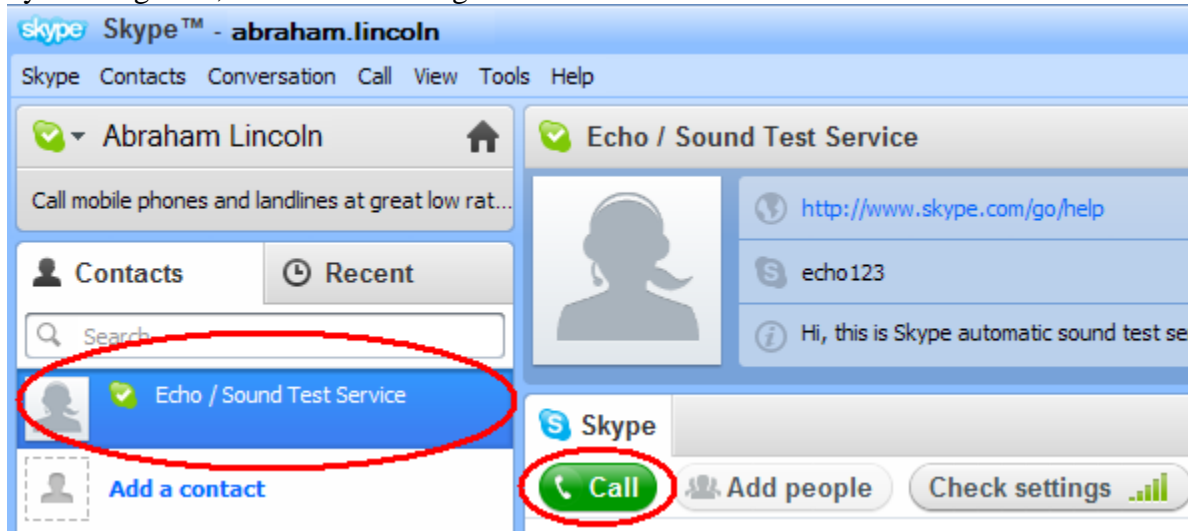 skype Skype™ - abraham.lincoln
Skype Contacts Conversation Call View Tools Help
Abraham Lincoln
Call mobile phones and landlines at great low rat...
Contacts
Recent
Search
Echo / Sound Test Service
Add a contact
Echo / Sound Test Service
http://www.skype.com/go/help
echo123
Hi, this is Skype automatic sound test se
Skype
Call Add people Check settings